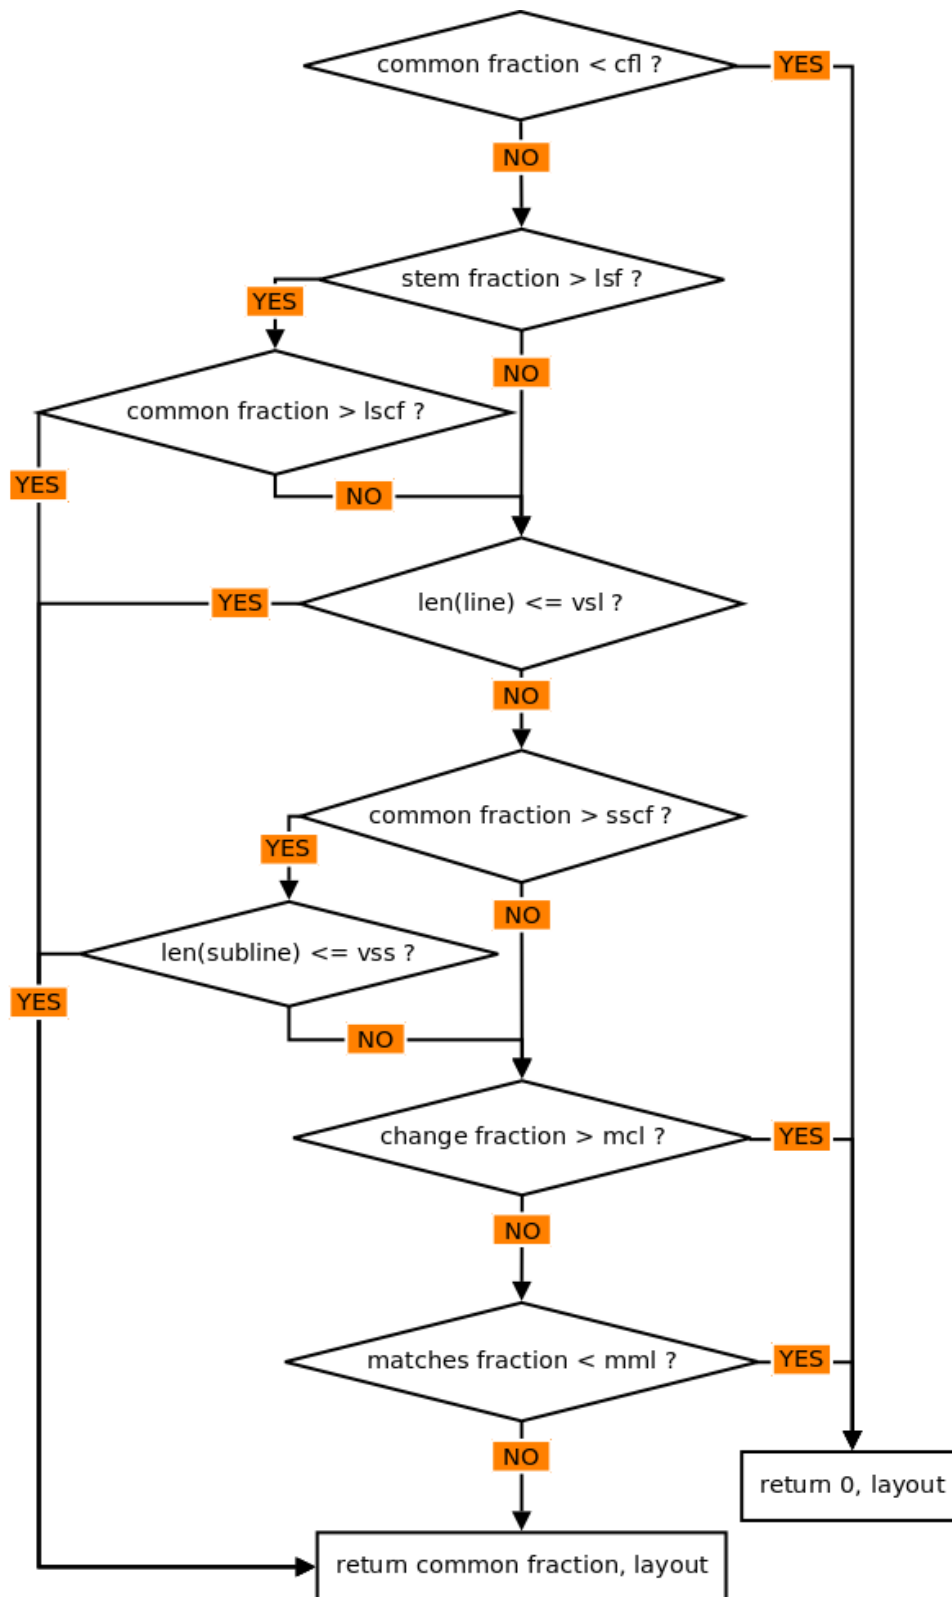 common fraction < cfl ?
YES
NO
stem fraction > lsf ?
YES
NO
common fraction > lscf ?
YES
NO
len(line) <= vsl ?
YES
NO
common fraction > sscf ?
YES
NO
len(subline) <= vss ?
YES
NO
change fraction > mcl ?
YES
NO
matches fraction < mml ?
YES
NO
return 0, layout
return common fraction, layout